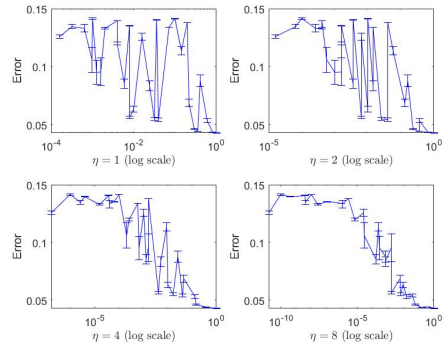 0.15
0.1
0.05
Error
10^-4
10^-2
10^0
η = 1 (log scale)
0.15
0.1
0.05
Error
10^-5
10^0
η = 2 (log scale)
0.15
0.1
0.05
Error
10^-5
10^0
η = 4 (log scale)
0.15
0.1
0.05
Error
10^-10
10^-5
10^0
η = 8 (log scale)